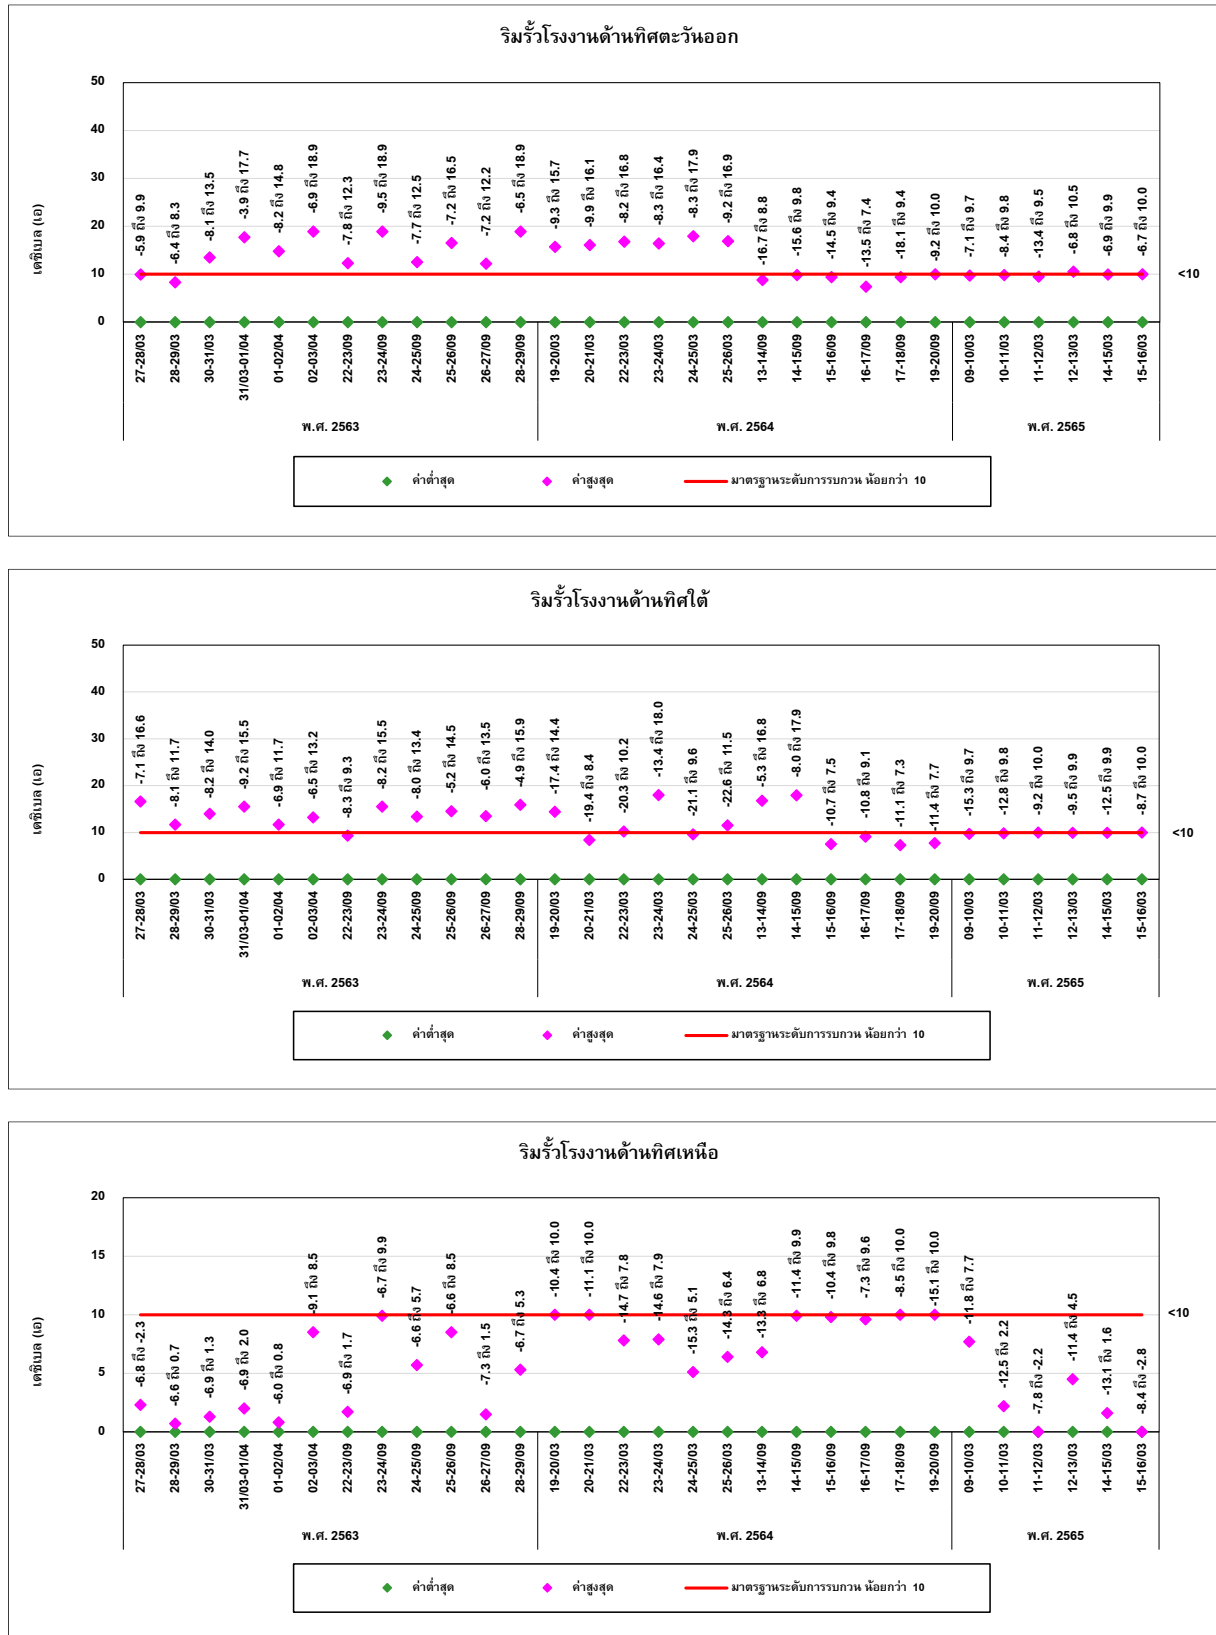 ริมรั้วโรงงานด้านทิศตะวันออก
เดซิเบล (เอ)
50
40
30
20
10
0
-5.9 ถึง 9.9
-6.4 ถึง 8.3
-8.1 ถึง 13.5
-3.9 ถึง 17.7
-8.2 ถึง 14.8
-6.9 ถึง 18.9
-7.8 ถึง 12.3
-9.5 ถึง 18.9
-7.7 ถึง 12.5
-7.2 ถึง 16.5
-7.2 ถึง 12.2
-6.5 ถึง 18.9
-9.3 ถึง 15.7
-9.9 ถึง 16.1
-8.2 ถึง 16.8
-8.3 ถึง 16.4
-8.3 ถึง 17.9
-9.2 ถึง 16.9
-16.7 ถึง 8.8
-15.6 ถึง 9.8
-14.5 ถึง 9.4
-13.5 ถึง 7.4
-18.1 ถึง 9.4
-9.2 ถึง 10.0
-7.1 ถึง 9.7
-8.4 ถึง 9.8
-13.4 ถึง 9.5
-6.8 ถึง 10.5
-6.9 ถึง 9.9
-6.7 ถึง 10.0
<10
27-28/03
28-29/03
30-31/03
31/03-01/04
01-02/04
02-03/04
22-23/09
23-24/09
24-25/09
25-26/09
26-27/09
28-29/09
19-20/03
20-21/03
22-23/03
23-24/03
24-25/03
25-26/03
13-14/09
14-15/09
15-16/09
16-17/09
17-18/09
19-20/09
09-10/03
10-11/03
11-12/03
12-13/03
14-15/03
15-16/03
พ.ศ. 2563
พ.ศ. 2564
พ.ศ. 2565
ค่าต่ำสุด
ค่าสูงสุด
มาตรฐานระดับการรบกวน น้อยกว่า 10
ริมรั้วโรงงานด้านทิศใต้
เดซิเบล (เอ)
50
40
30
20
10
0
-7.1 ถึง 16.6
-8.1 ถึง 11.7
-8.2 ถึง 14.0
-9.2 ถึง 15.5
-6.9 ถึง 11.7
-6.5 ถึง 13.2
-8.3 ถึง 9.3
-8.2 ถึง 15.5
-8.0 ถึง 13.4
-5.2 ถึง 14.5
-6.0 ถึง 13.5
-4.9 ถึง 15.9
-17.4 ถึง 14.4
-19.4 ถึง 8.4
-20.3 ถึง 10.2
-13.4 ถึง 18.0
-21.1 ถึง 9.6
-22.6 ถึง 11.5
-5.3 ถึง 16.8
-8.0 ถึง 17.9
-10.7 ถึง 7.5
-10.8 ถึง 9.1
-11.1 ถึง 7.3
-11.4 ถึง 7.7
-15.3 ถึง 9.7
-12.8 ถึง 9.8
-9.2 ถึง 10.0
-9.5 ถึง 9.9
-12.5 ถึง 9.9
-8.7 ถึง 10.0
<10
27-28/03
28-29/03
30-31/03
31/03-01/04
01-02/04
02-03/04
22-23/09
23-24/09
24-25/09
25-26/09
26-27/09
28-29/09
19-20/03
20-21/03
22-23/03
23-24/03
24-25/03
25-26/03
13-14/09
14-15/09
15-16/09
16-17/09
17-18/09
19-20/09
09-10/03
10-11/03
11-12/03
12-13/03
14-15/03
15-16/03
พ.ศ. 2563
พ.ศ. 2564
พ.ศ. 2565
ค่าต่ำสุด
ค่าสูงสุด
มาตรฐานระดับการรบกวน น้อยกว่า 10
ริมรั้วโรงงานด้านทิศเหนือ
เดซิเบล (เอ)
20
15
10
5
0
-6.8 ถึง -2.3
-6.6 ถึง 0.7
-6.9 ถึง 1.3
-6.9 ถึง 2.0
-6.0 ถึง 0.8
-9.1 ถึง 8.5
-6.9 ถึง 1.7
-6.7 ถึง 9.9
-6.6 ถึง 5.7
-6.6 ถึง 8.5
-7.3 ถึง 1.5
-6.7 ถึง 5.3
-10.4 ถึง 10.0
-11.1 ถึง 10.0
-14.7 ถึง 7.8
-14.6 ถึง 7.9
-15.3 ถึง 5.1
-14.3 ถึง 6.4
-13.3 ถึง 6.8
-11.4 ถึง 9.9
-10.4 ถึง 9.8
-7.3 ถึง 9.6
-8.5 ถึง 10.0
-15.1 ถึง 10.0
-11.8 ถึง 7.7
-12.5 ถึง 2.2
-7.8 ถึง -2.2
-11.4 ถึง 4.5
-13.1 ถึง 1.6
-8.4 ถึง -2.8
<10
27-28/03
28-29/03
30-31/03
31/03-01/04
01-02/04
02-03/04
22-23/09
23-24/09
24-25/09
25-26/09
26-27/09
28-29/09
19-20/03
20-21/03
22-23/03
23-24/03
24-25/03
25-26/03
13-14/09
14-15/09
15-16/09
16-17/09
17-18/09
19-20/09
09-10/03
10-11/03
11-12/03
12-13/03
14-15/03
15-16/03
พ.ศ. 2563
พ.ศ. 2564
พ.ศ. 2565
ค่าต่ำสุด
ค่าสูงสุด
มาตรฐานระดับการรบกวน น้อยกว่า 10